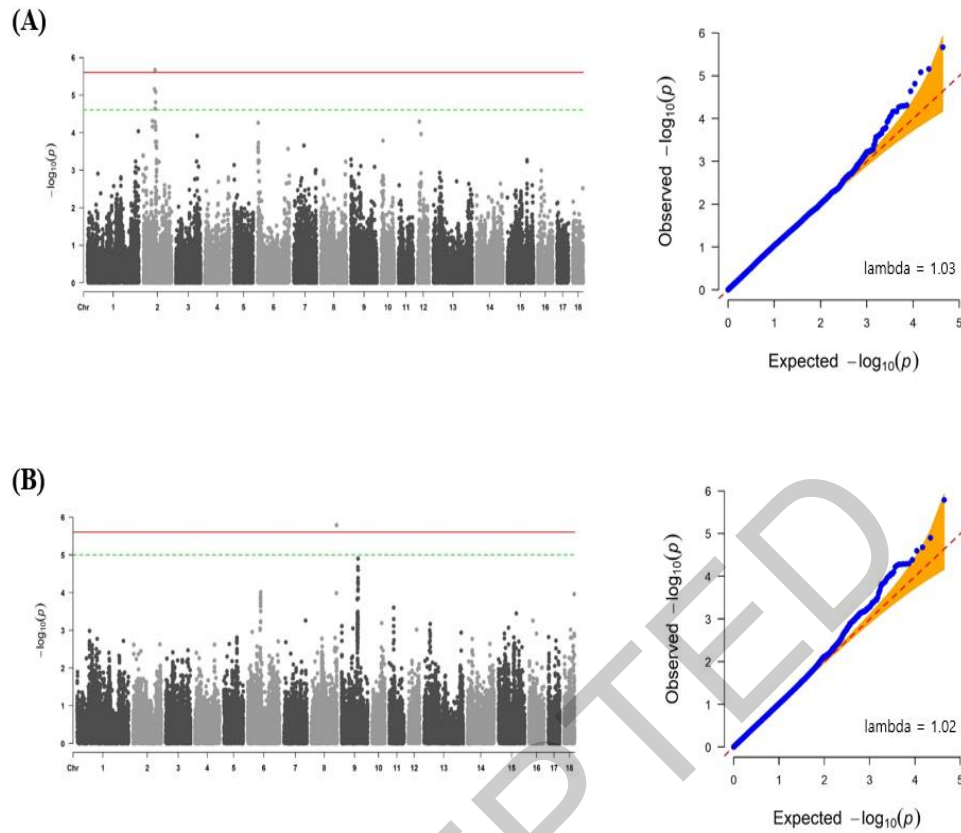 (A)
6
5
4
3
2
1
0
−log10(p)
Chr 1 2 3 4 5 6 7 8 9 10 11 12 13 14 15 16 17 18
6
5
4
3
2
1
0
Observed −log10(p)
lambda = 1.03
0 1 2 3 4 5
Expected −log10(p)
(B)
6
5
4
3
2
1
0
−log10(p)
Chr 1 2 3 4 5 6 7 8 9 10 11 12 13 14 15 16 17 18
6
5
4
3
2
1
0
Observed −log10(p)
lambda = 1.02
0 1 2 3 4 5
Expected −log10(p)
PTED